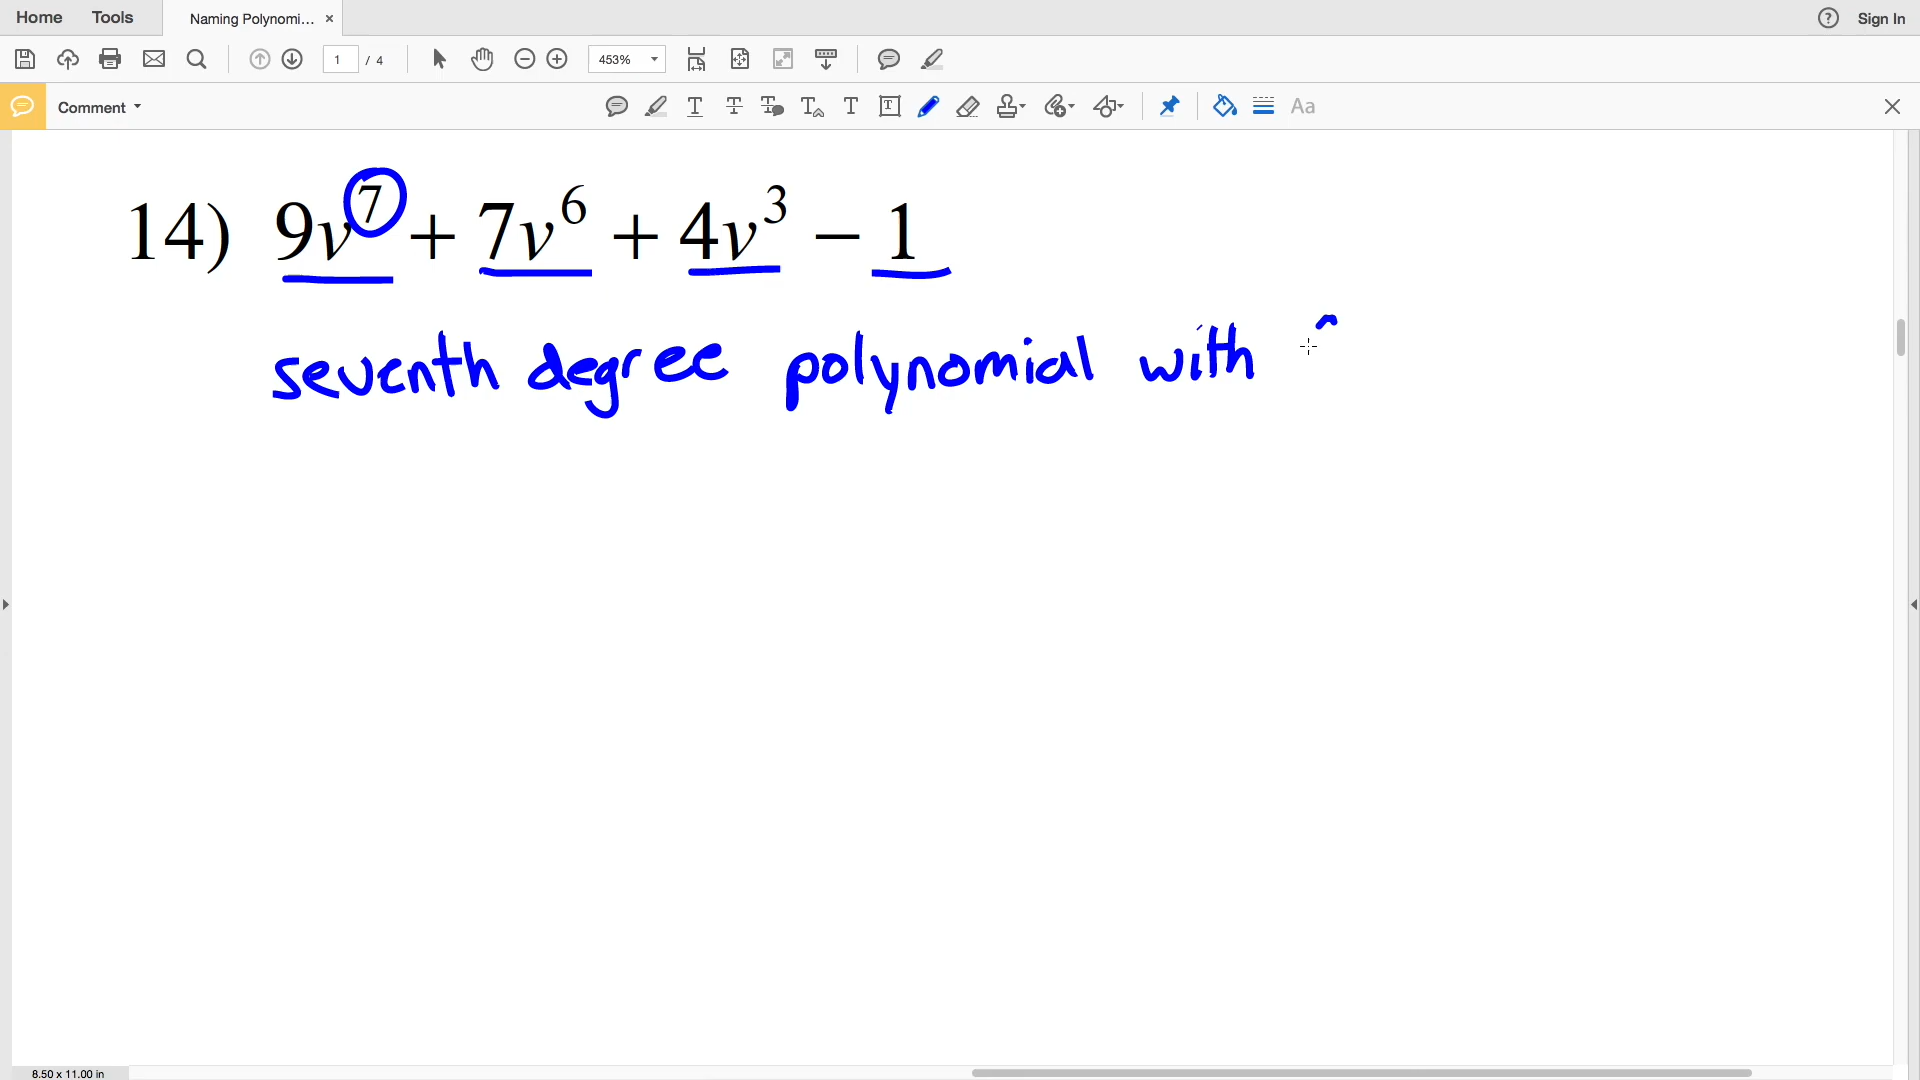 Home Tools Naming Polynomi... × Sign In
1 / 4 453%
Comment Aa
14) 9v⁷ + 7v⁶ + 4v³ − 1
seventh degree polynomial with
8.50 x 11.00 in